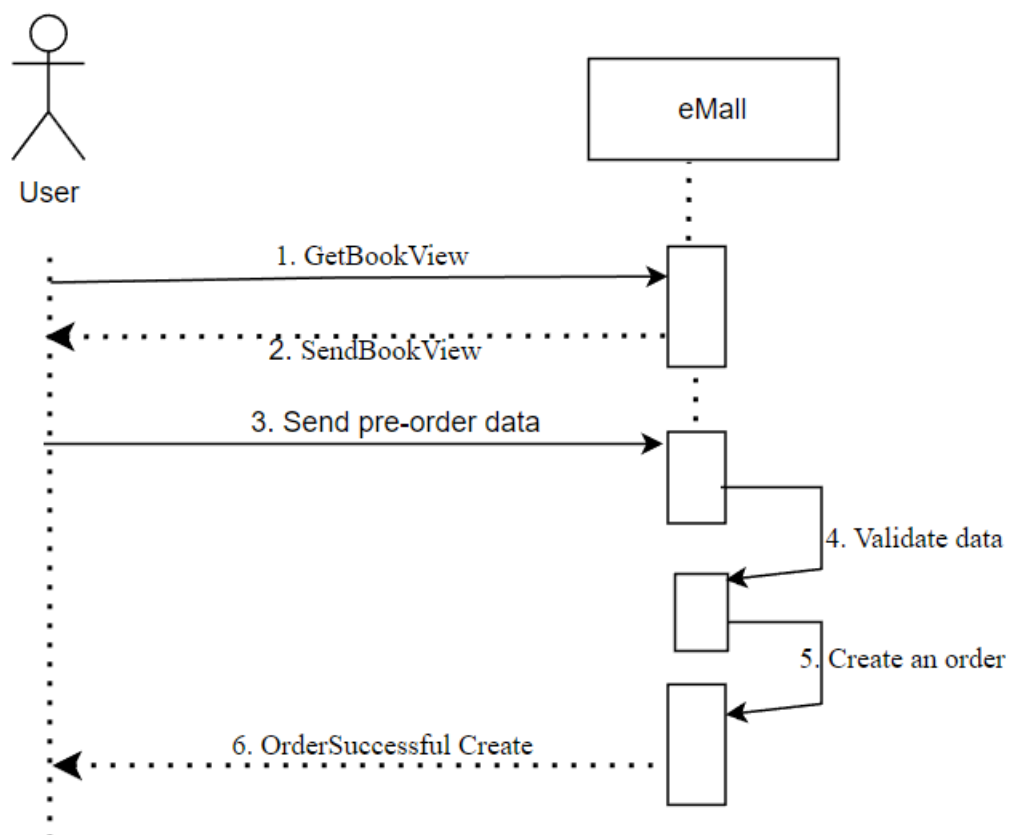 eMall
User
1. GetBookView
2. SendBookView
3. Send pre-order data
4. Validate data
5. Create an order
6. OrderSuccessful Create